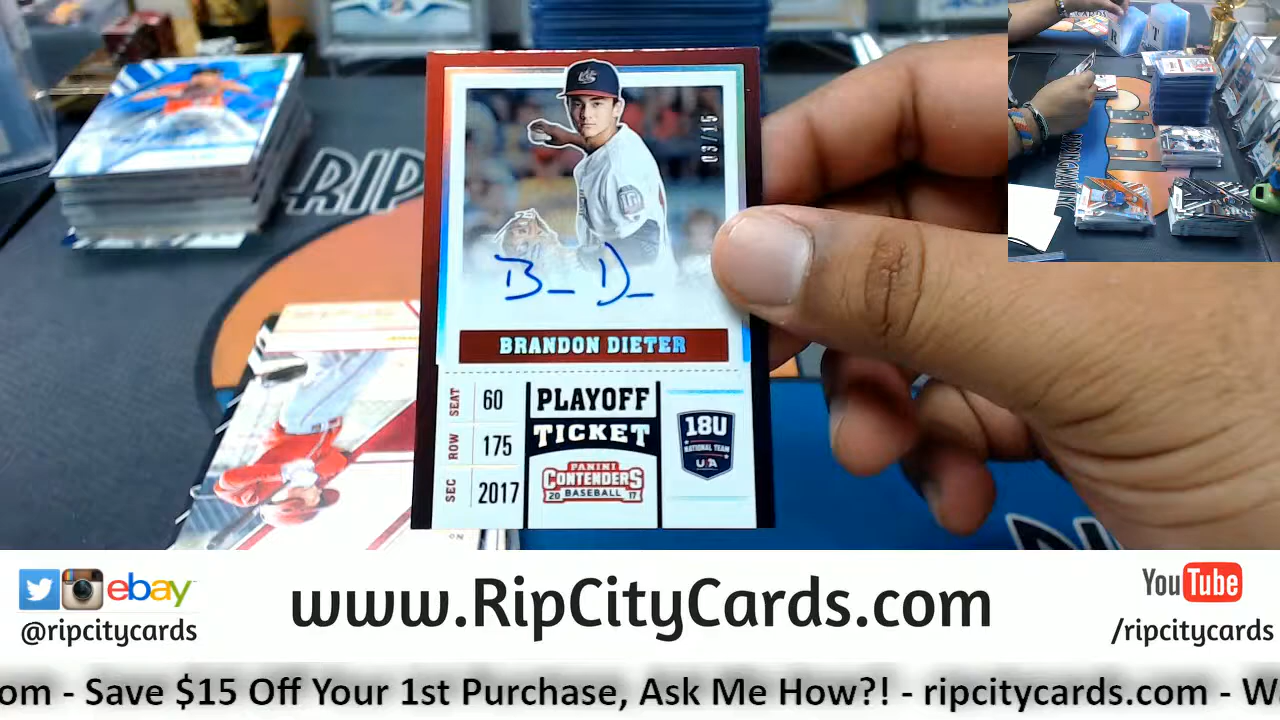 RIP
03/15
B D
BRANDON DIETER
SEAT 60
ROW 175
SEC 2017
PLAYOFF
TICKET
PANINI
CONTENDERS
20 BASEBALL 17
18U
NATIONAL TEAM
USA
ebay
@ripcitycards
www.RipCityCards.com
YouTube
/ripcitycards
om - Save $15 Off Your 1st Purchase, Ask Me How?! - ripcitycards.com - W